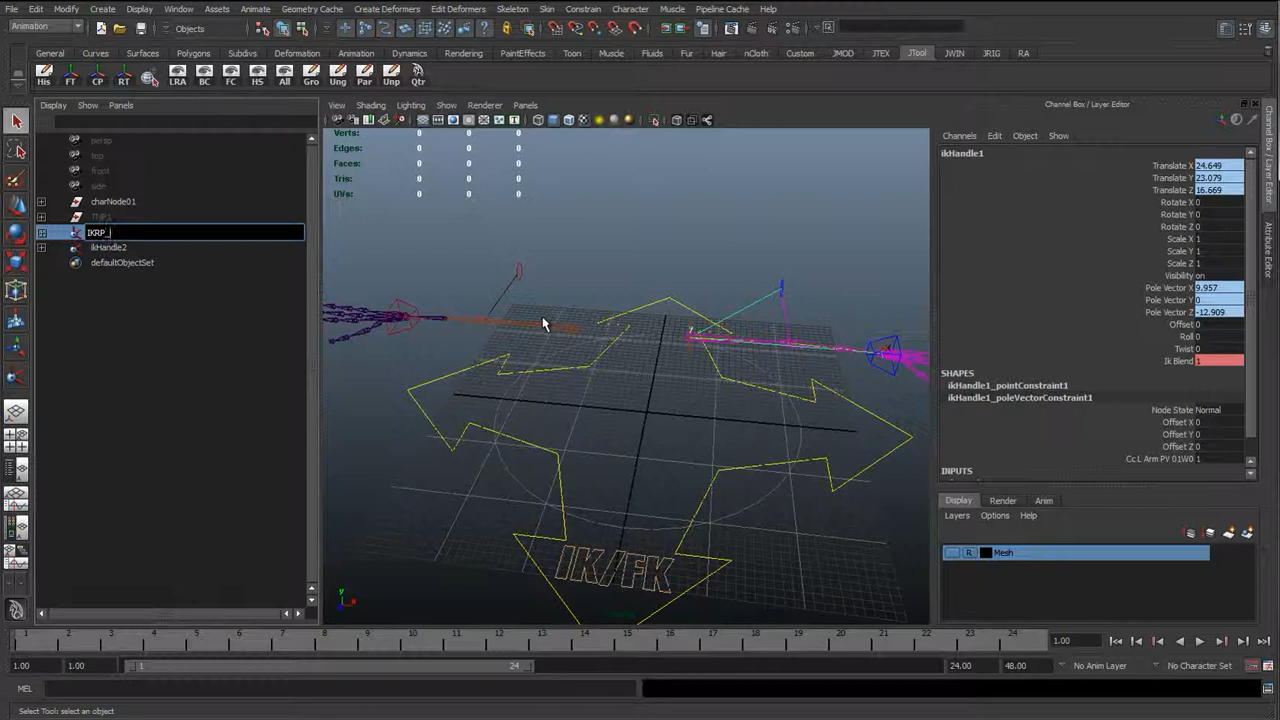 File Edit Modify Create Display Window Assets Animate Geometry Cache Create Deformers Edit Deformers Skeleton Skin Constrain Character Muscle Pipeline Cache Help
Animation Objects
General Curves Surfaces Polygons Subdivs Deformation Animation Dynamics Rendering PaintEffects Toon Muscle Fluids Fur Hair nCloth Custom JMOD JTEX JTool JWIN JRIG RA
His FT CP RT LRA BC FC HS All Gro Ung Par Unp Qtr
Display Show Panels
persp
top
front
side
charNode01
IKRP_
ikHandle2
defaultObjectSet
View Shading Lighting Show Renderer Panels
Verts: 0 0 0
Edges: 0 0 0
Faces: 0 0 0
Tris: 0 0 0
UVs: 0 0 0
IK/FK
y
x
Channel Box / Layer Editor
Channels Edit Object Show
ikHandle1
Translate X 24.649
Translate Y 23.079
Translate Z 16.669
Rotate X 0
Rotate Y 0
Rotate Z 0
Scale X 1
Scale Y 1
Scale Z 1
Visibility on
Pole Vector X 9.957
Pole Vector Y 0
Pole Vector Z -12.909
Offset 0
Roll 0
Twist 0
Ik Blend 1
SHAPES
ikHandle1_pointConstraint1
ikHandle1_poleVectorConstraint1
Node State Normal
Offset X 0
Offset Y 0
Offset Z 0
Cc L Arm PV 01W0 1
INPUTS
Display Render Anim
Layers Options Help
R Mesh
Channel Box / Layer Editor
Attribute Editor
1 2 3 4 5 6 7 8 9 10 11 12 13 14 15 16 17 18 19 20 21 22 23 24 1.00
1.00 1.00 1 24 24.00 48.00 No Anim Layer No Character Set
MEL
Select Tool: select an object